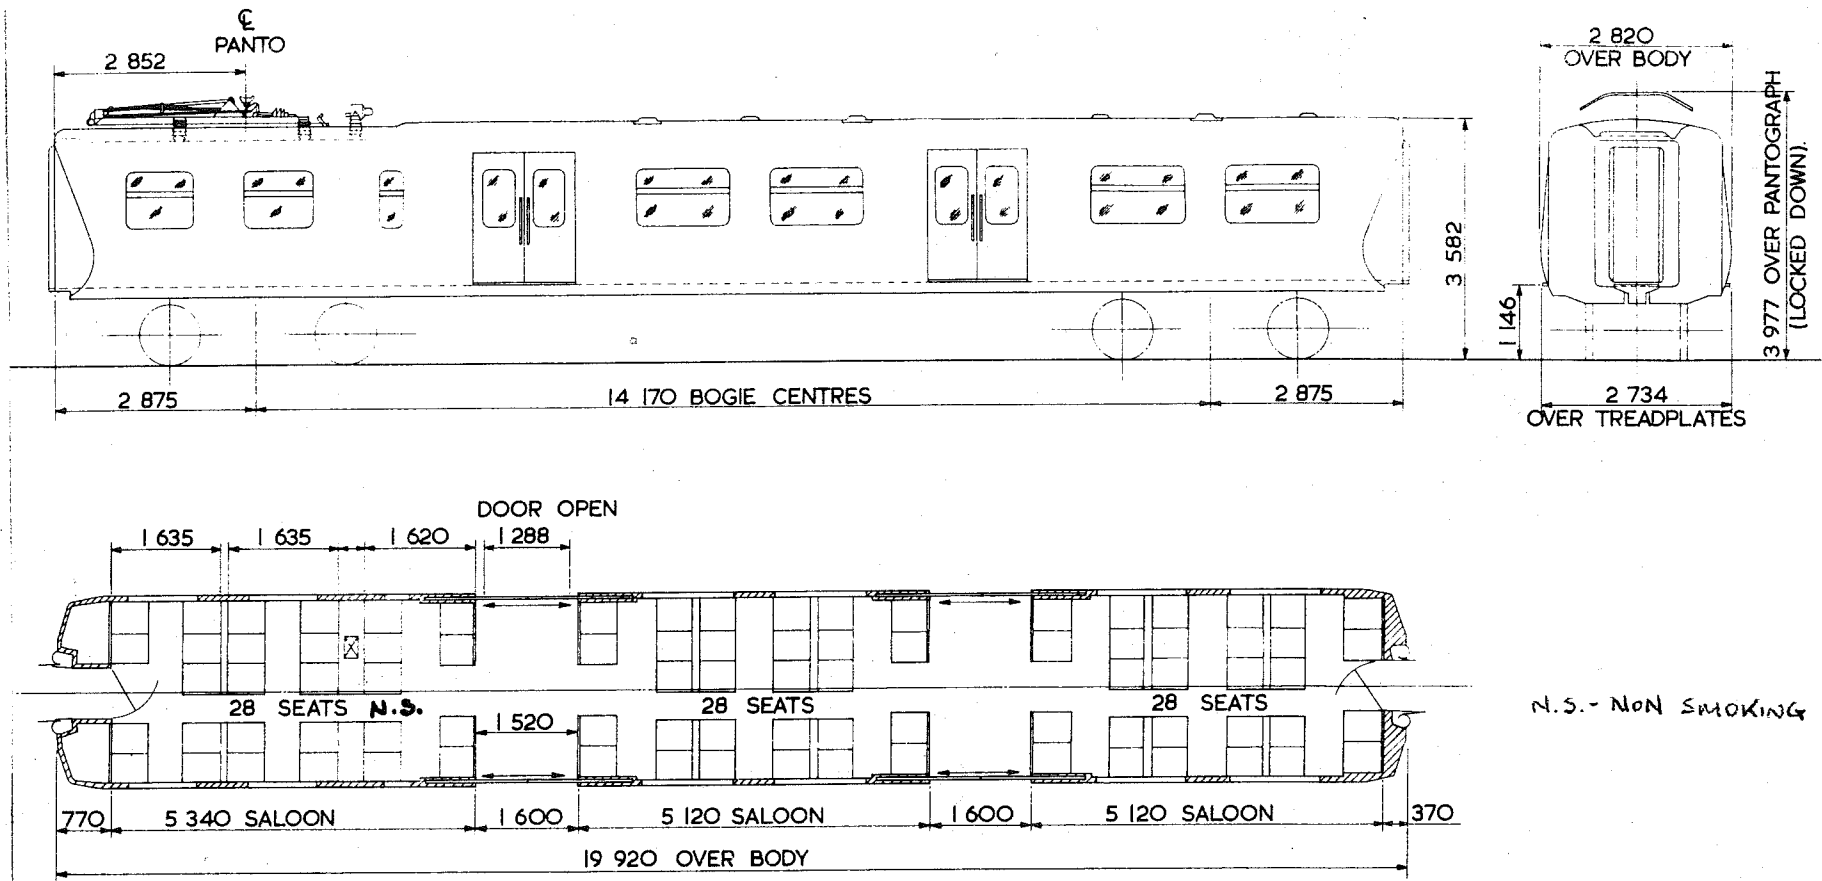 ℄
PANTO
2 852
2 820
OVER BODY
3 582
1 146
3 977 OVER PANTOGRAPH
(LOCKED DOWN).
2 875
14 170 BOGIE CENTRES
2 875
2 734
OVER TREADPLATES
DOOR OPEN
1 635
1 635
1 620
1 288
28 SEATS N.S.
28 SEATS
28 SEATS
N.S. - NON SMOKING
1 520
770
5 340 SALOON
1 600
5 120 SALOON
1 600
5 120 SALOON
370
19 920 OVER BODY